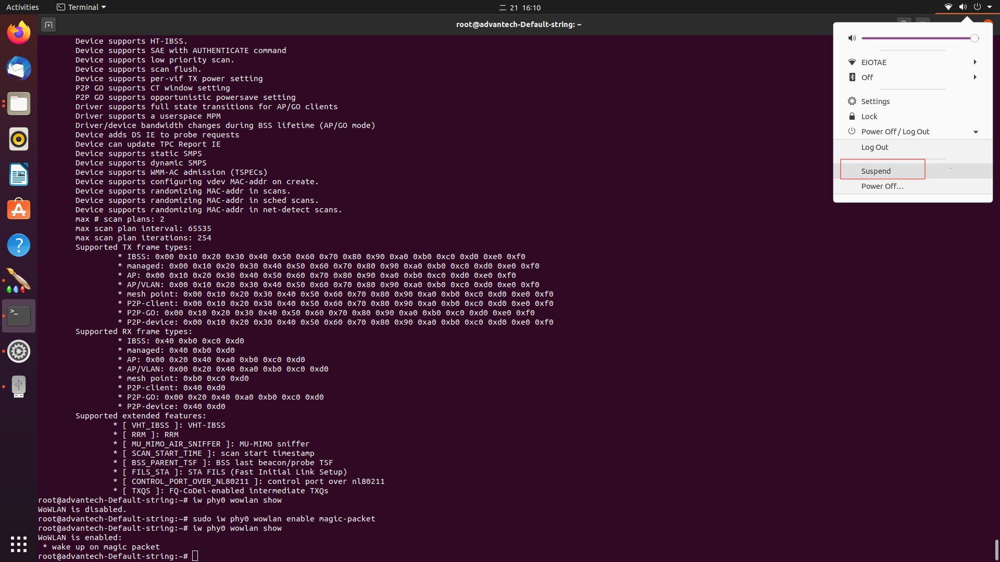 Activities
Terminal
二 21 16:10
root@advantech-Default-string: ~
Device supports HT-IBSS.
Device supports SAE with AUTHENTICATE command
Device supports low priority scan.
Device supports scan flush.
Device supports per-vif TX power setting
P2P GO supports CT window setting
P2P GO supports opportunistic powersave setting
Driver supports full state transitions for AP/GO clients
Driver supports a userspace MPM
Driver/device bandwidth changes during BSS lifetime (AP/GO mode)
Device adds DS IE to probe requests
Device can update TPC Report IE
Device supports static SMPS
Device supports dynamic SMPS
Device supports WMM-AC admission (TSPECs)
Device supports configuring vdev MAC-addr on create.
Device supports randomizing MAC-addr in scans.
Device supports randomizing MAC-addr in sched scans.
Device supports randomizing MAC-addr in net-detect scans.
max # scan plans: 2
max scan plan interval: 65535
max scan plan iterations: 254
Supported TX frame types:
* IBSS: 0x00 0x10 0x20 0x30 0x40 0x50 0x60 0x70 0x80 0x90 0xa0 0xb0 0xc0 0xd0 0xe0 0xf0
* managed: 0x00 0x10 0x20 0x30 0x40 0x50 0x60 0x70 0x80 0x90 0xa0 0xb0 0xc0 0xd0 0xe0 0xf0
* AP: 0x00 0x10 0x20 0x30 0x40 0x50 0x60 0x70 0x80 0x90 0xa0 0xb0 0xc0 0xd0 0xe0 0xf0
* AP/VLAN: 0x00 0x10 0x20 0x30 0x40 0x50 0x60 0x70 0x80 0x90 0xa0 0xb0 0xc0 0xd0 0xe0 0xf0
* mesh point: 0x00 0x10 0x20 0x30 0x40 0x50 0x60 0x70 0x80 0x90 0xa0 0xb0 0xc0 0xd0 0xe0 0xf0
* P2P-client: 0x00 0x10 0x20 0x30 0x40 0x50 0x60 0x70 0x80 0x90 0xa0 0xb0 0xc0 0xd0 0xe0 0xf0
* P2P-GO: 0x00 0x10 0x20 0x30 0x40 0x50 0x60 0x70 0x80 0x90 0xa0 0xb0 0xc0 0xd0 0xe0 0xf0
* P2P-device: 0x00 0x10 0x20 0x30 0x40 0x50 0x60 0x70 0x80 0x90 0xa0 0xb0 0xc0 0xd0 0xe0 0xf0
Supported RX frame types:
* IBSS: 0x40 0xb0 0xc0 0xd0
* managed: 0x40 0xb0 0xd0
* AP: 0x00 0x20 0x40 0xa0 0xb0 0xc0 0xd0
* AP/VLAN: 0x00 0x20 0x40 0xa0 0xb0 0xc0 0xd0
* mesh point: 0xb0 0xc0 0xd0
* P2P-client: 0x40 0xd0
* P2P-GO: 0x00 0x20 0x40 0xa0 0xb0 0xc0 0xd0
* P2P-device: 0x40 0xd0
Supported extended features:
* [ VHT_IBSS ]: VHT-IBSS
* [ RRM ]: RRM
* [ MU_MIMO_AIR_SNIFFER ]: MU-MIMO sniffer
* [ SCAN_START_TIME ]: scan start timestamp
* [ BSS_PARENT_TSF ]: BSS last beacon/probe TSF
* [ FILS_STA ]: STA FILS (Fast Initial Link Setup)
* [ CONTROL_PORT_OVER_NL80211 ]: control port over nl80211
* [ TXQS ]: FQ-CoDel-enabled intermediate TXQs
root@advantech-Default-string:~# iw phy0 wowlan show
WoWLAN is disabled.
root@advantech-Default-string:~# sudo iw phy0 wowlan enable magic-packet
root@advantech-Default-string:~# iw phy0 wowlan show
WoWLAN is enabled:
* wake up on magic packet
root@advantech-Default-string:~#
EIOTAE
Off
Settings
Lock
Power Off / Log Out
Log Out
Suspend
Power Off…